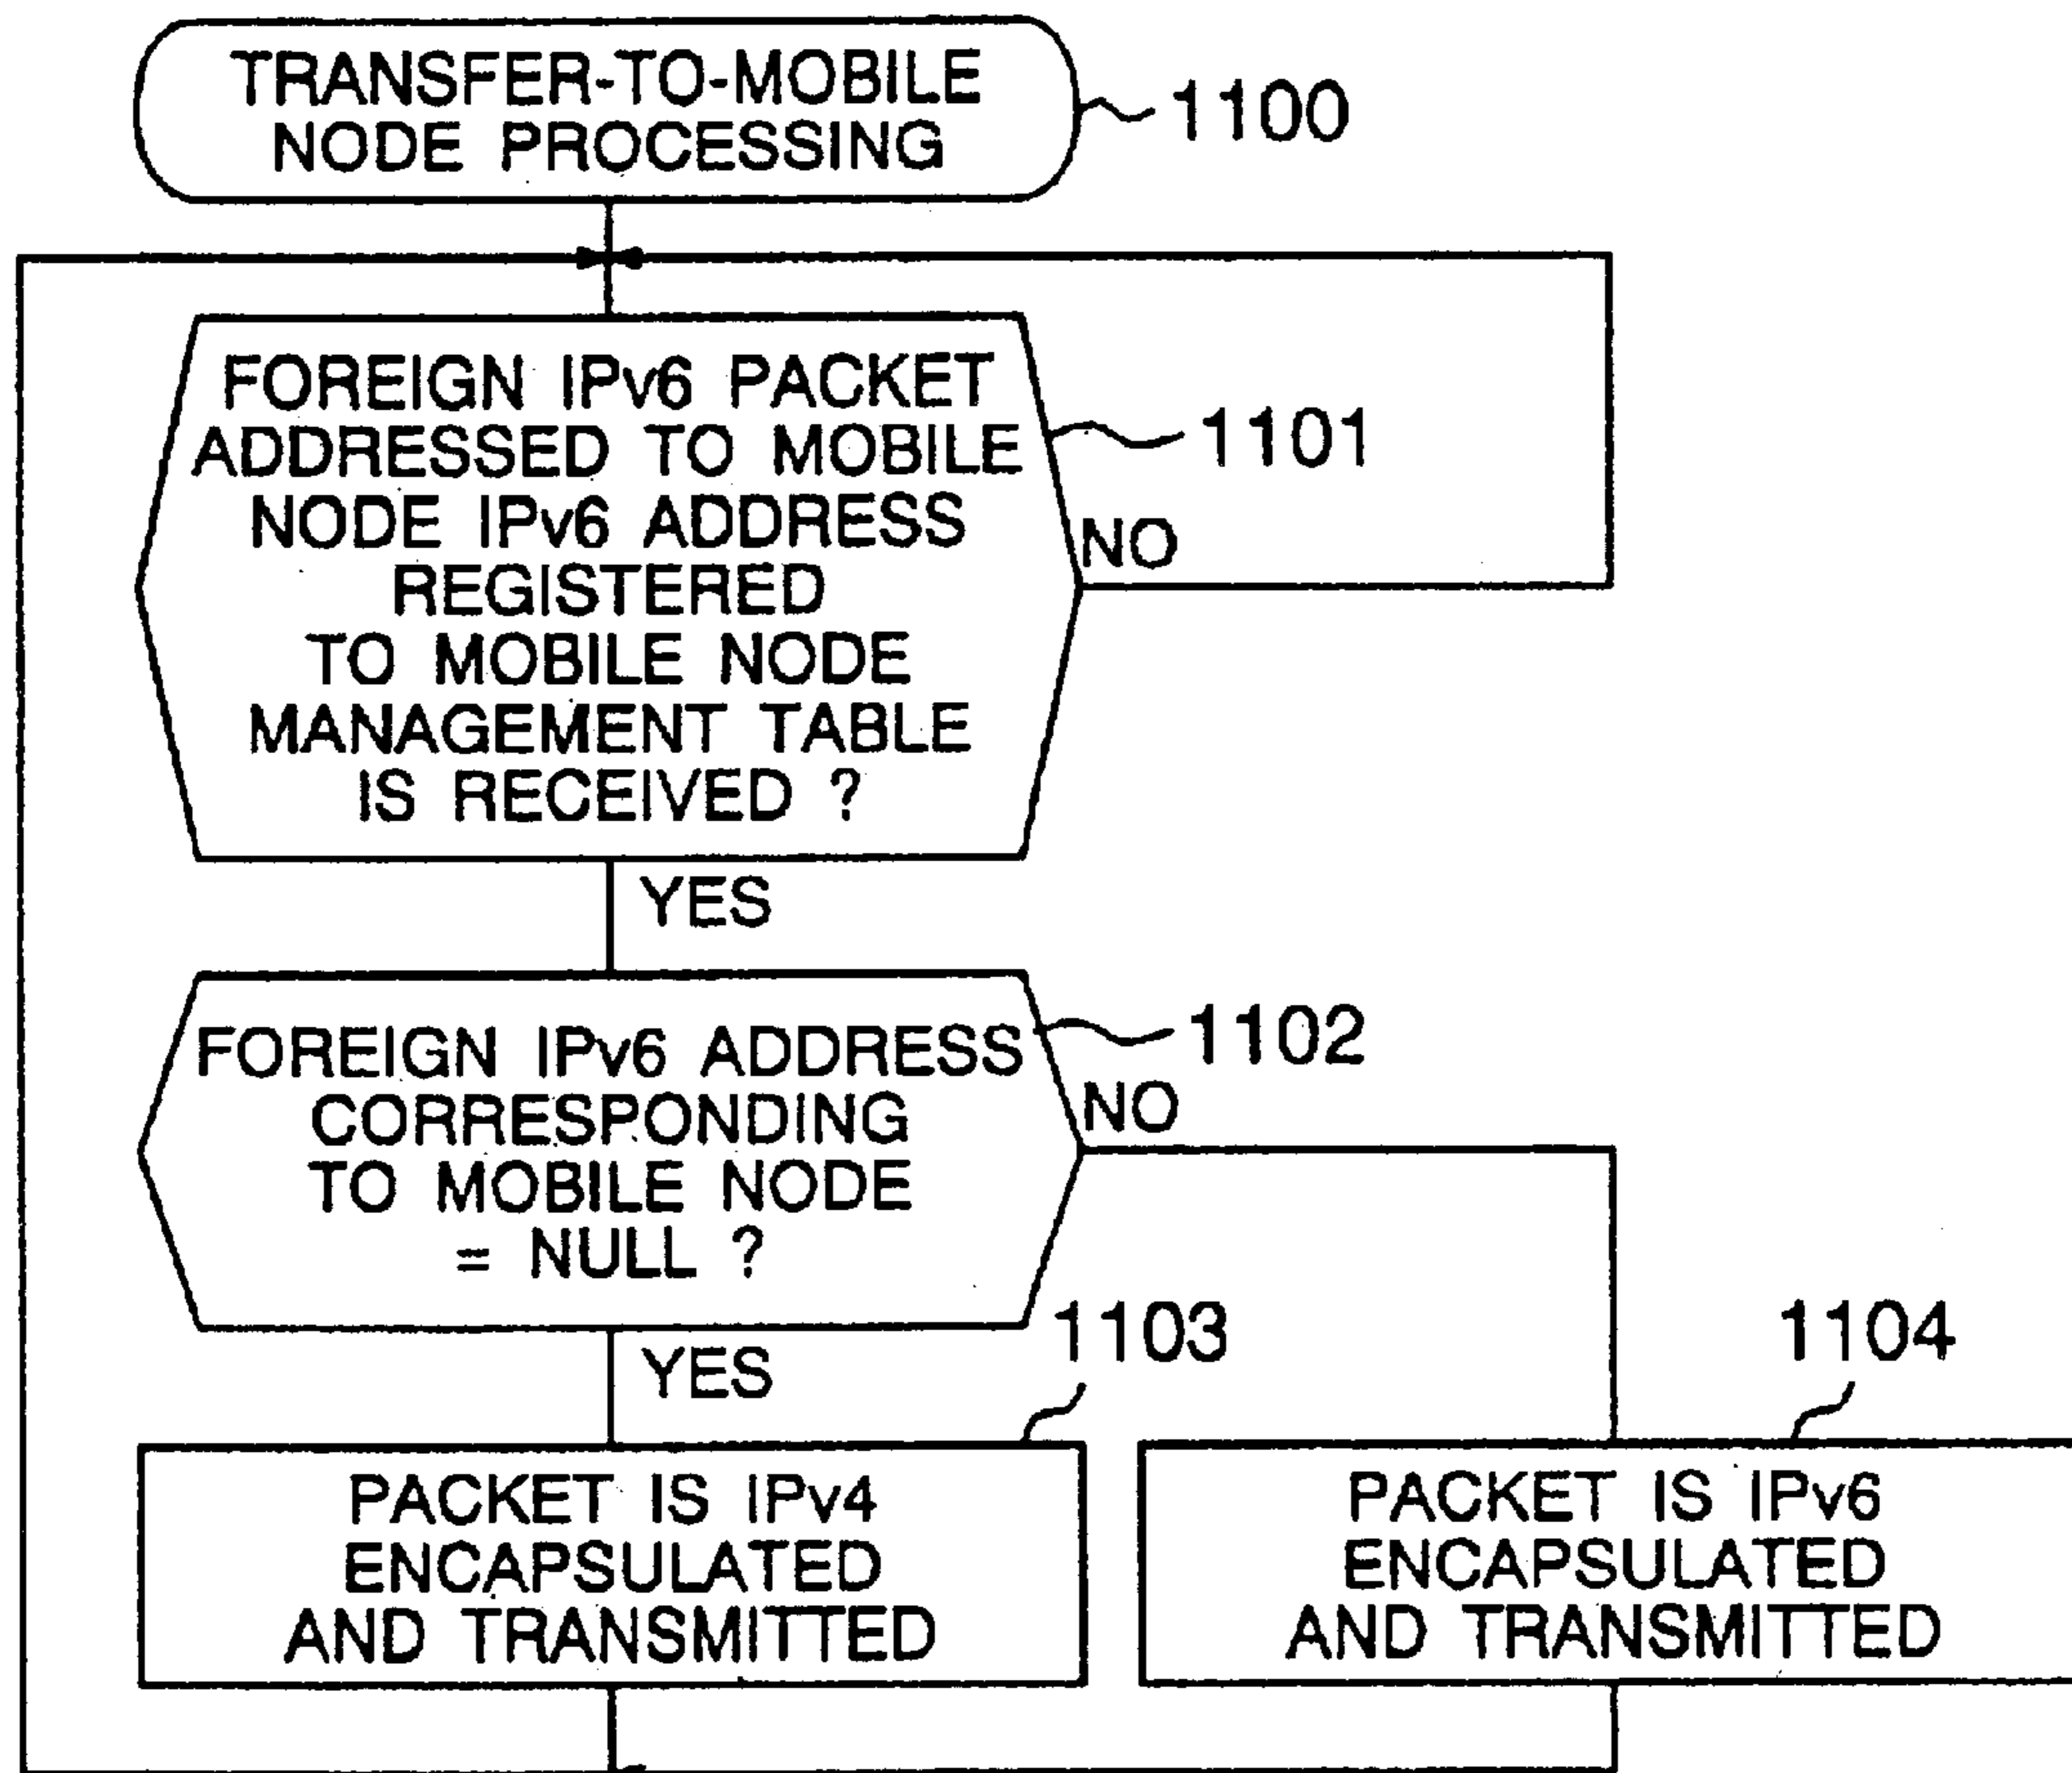 TRANSFER-TO-MOBILE
NODE PROCESSING
1100
FOREIGN IPv6 PACKET
ADDRESSED TO MOBILE
NODE IPv6 ADDRESS
REGISTERED
TO MOBILE NODE
MANAGEMENT TABLE
IS RECEIVED ?
1101
NO
YES
FOREIGN IPv6 ADDRESS
CORRESPONDING
TO MOBILE NODE
= NULL ?
1102
NO
YES
1103
PACKET IS IPv4
ENCAPSULATED
AND TRANSMITTED
1104
PACKET IS IPv6
ENCAPSULATED
AND TRANSMITTED